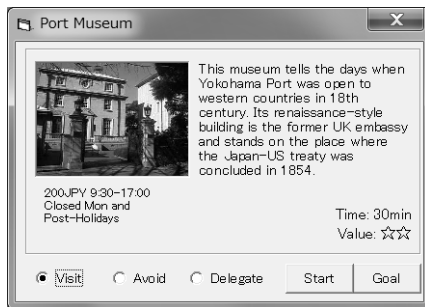 Port Museum
X
This museum tells the days when
Yokohama Port was open to
western countries in 18th
century. Its renaissance-style
building is the former UK embassy
and stands on the place where
the Japan-US treaty was
concluded in 1854.
200JPY 9:30-17:00
Closed Mon and
Post-Holidays
Time: 30min
Value: ☆☆
Visit Avoid Delegate Start Goal